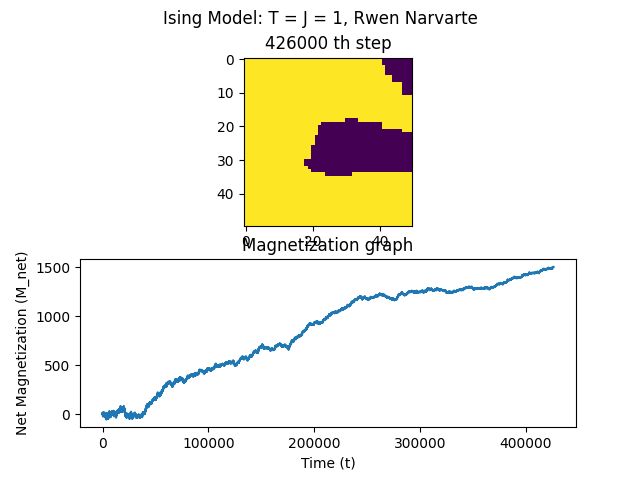 Ising Model: T = J = 1, Rwen Narvarte
426000 th step
0
10
20
30
40
0 20 40
Magnetization graph
Net Magnetization (M_net)
1500
1000
500
0
0 100000 200000 300000 400000
Time (t)